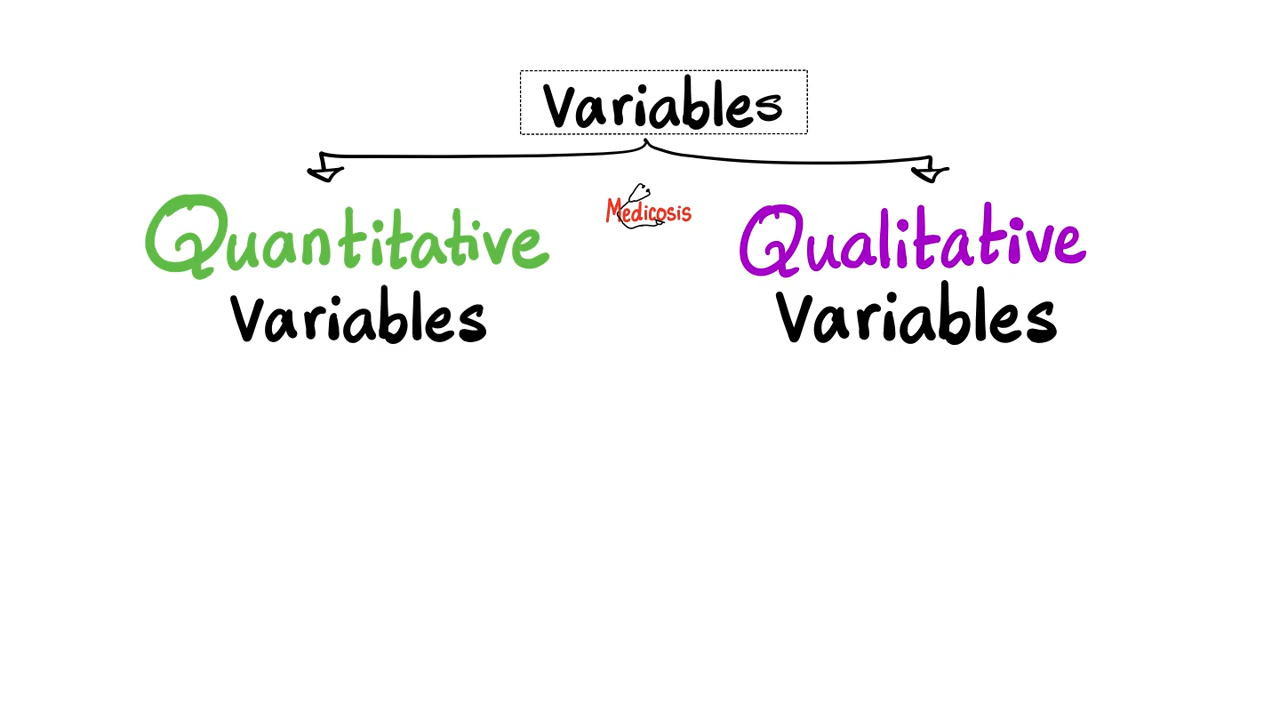 Variables
Medicosis
Quantitative
Variables
Qualitative
Variables